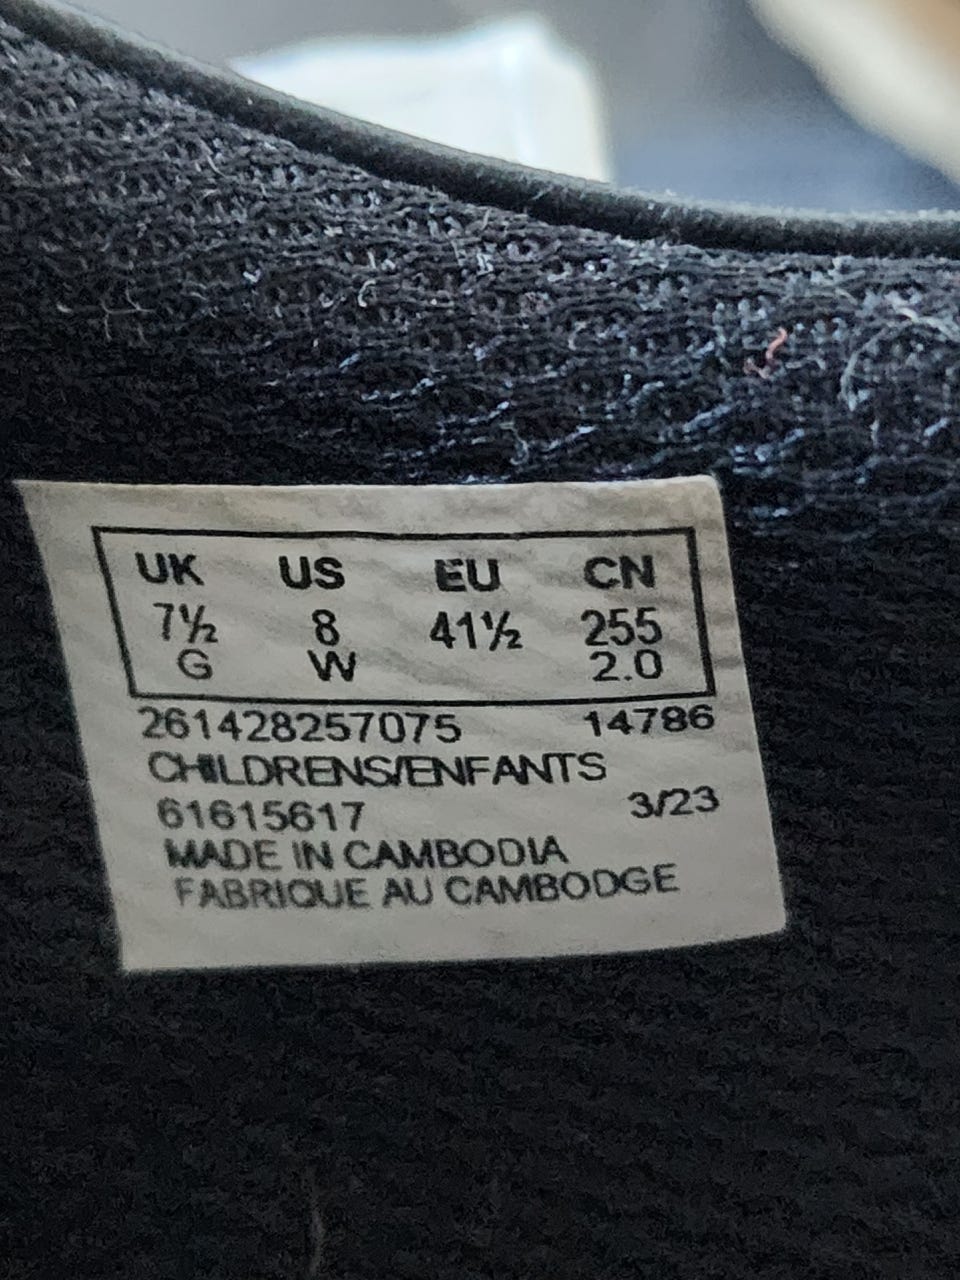 UK US EU CN
7½ 8 41½ 255
G W 2.0
261428257075 14786
CHILDRENS/ENFANTS
61615617 3/23
MADE IN CAMBODIA
FABRIQUE AU CAMBODGE